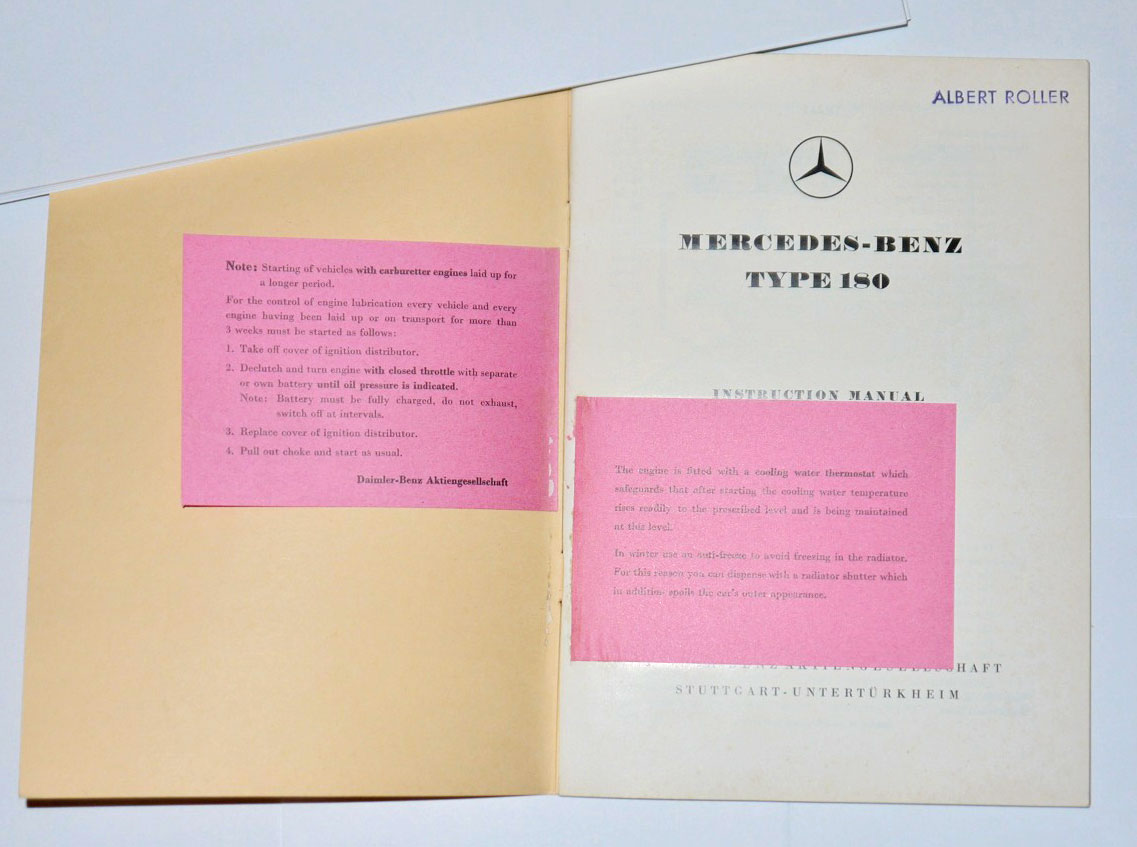 Note: Starting of vehicles with carburetter engines laid up for
a longer period.
For the control of engine lubrication every vehicle and every
engine having been laid up or on transport for more than
3 weeks must be started as follows:
1. Take off cover of ignition distributor.
2. Declutch and turn engine with closed throttle with separate
or own battery until oil pressure is indicated.
Note: Battery must be fully charged, do not exhaust,
switch off at intervals.
3. Replace cover of ignition distributor.
4. Pull out choke and start as usual.
Daimler-Benz Aktiengesellschaft
ALBERT ROLLER
MERCEDES-BENZ
TYPE 180
INSTRUCTION MANUAL
The engine is fitted with a cooling water thermostat which
safeguards that after starting the cooling water temperature
rises readily to the prescribed level and is being maintained
at this level.
In winter use an anti-freeze to avoid freezing in the radiator.
For this reason you can dispense with a radiator shutter which
in addition spoils the car's outer appearance.
STUTTGART-UNTERTÜRKHEIM